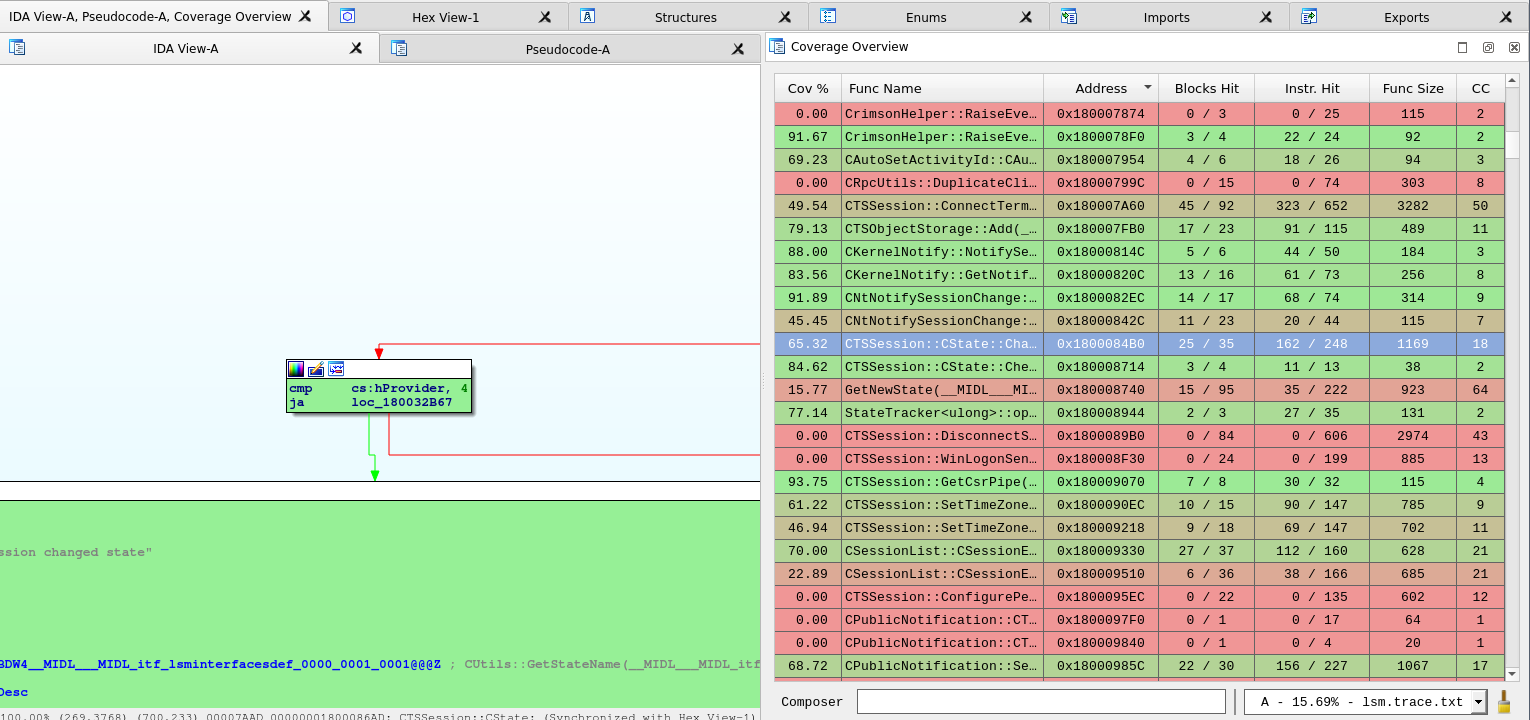 IDA View-A, Pseudocode-A, Coverage Overview
Hex View-1
Structures
Enums
Imports
Exports
IDA View-A
Pseudocode-A
Coverage Overview
cmp cs:hProvider, 4
ja loc_180032B67
ssion changed state"
BDW4__MIDL___MIDL_itf_lsminterfacesdef_0000_0001_0001@@@Z ; CUtils::GetStateName(__MIDL___MIDL_itf
Desc
100.00% (269,3768) (700,233) 00007AAD 00000001800086AD: CTSSession::CState: (Synchronized with Hex View-1)
Cov % Func Name Address Blocks Hit Instr. Hit Func Size CC
0.00 CrimsonHelper::RaiseEve… 0x180007874 0 / 3 0 / 25 115 2
91.67 CrimsonHelper::RaiseEve… 0x1800078F0 3 / 4 22 / 24 92 2
69.23 CAutoSetActivityId::CAu… 0x180007954 4 / 6 18 / 26 94 3
0.00 CRpcUtils::DuplicateCli… 0x18000799C 0 / 15 0 / 74 303 8
49.54 CTSSession::ConnectTerm… 0x180007A60 45 / 92 323 / 652 3282 50
79.13 CTSObjectStorage::Add(_… 0x180007FB0 17 / 23 91 / 115 489 11
88.00 CKernelNotify::NotifySe… 0x18000814C 5 / 6 44 / 50 184 3
83.56 CKernelNotify::GetNotif… 0x18000820C 13 / 16 61 / 73 256 8
91.89 CNtNotifySessionChange:… 0x1800082EC 14 / 17 68 / 74 314 9
45.45 CNtNotifySessionChange:… 0x18000842C 11 / 23 20 / 44 115 7
65.32 CTSSession::CState::Cha… 0x1800084B0 25 / 35 162 / 248 1169 18
84.62 CTSSession::CState::Che… 0x180008714 3 / 4 11 / 13 38 2
15.77 GetNewState(__MIDL___MI… 0x180008740 15 / 95 35 / 222 923 64
77.14 StateTracker<ulong>::op… 0x180008944 2 / 3 27 / 35 131 2
0.00 CTSSession::DisconnectS… 0x1800089B0 0 / 84 0 / 606 2974 43
0.00 CTSSession::WinLogonSen… 0x180008F30 0 / 24 0 / 199 885 13
93.75 CTSSession::GetCsrPipe(… 0x180009070 7 / 8 30 / 32 115 4
61.22 CTSSession::SetTimeZone… 0x1800090EC 10 / 15 90 / 147 785 9
46.94 CTSSession::SetTimeZone… 0x180009218 9 / 18 69 / 147 702 11
70.00 CSessionList::CSessionE… 0x180009330 27 / 37 112 / 160 628 21
22.89 CSessionList::CSessionE… 0x180009510 6 / 36 38 / 166 685 21
0.00 CTSSession::ConfigurePe… 0x1800095EC 0 / 22 0 / 135 602 12
0.00 CPublicNotification::CT… 0x1800097F0 0 / 1 0 / 17 64 1
0.00 CPublicNotification::CT… 0x180009840 0 / 1 0 / 4 20 1
68.72 CPublicNotification::Se… 0x18000985C 22 / 30 156 / 227 1067 17
Composer A - 15.69% - lsm.trace.txt